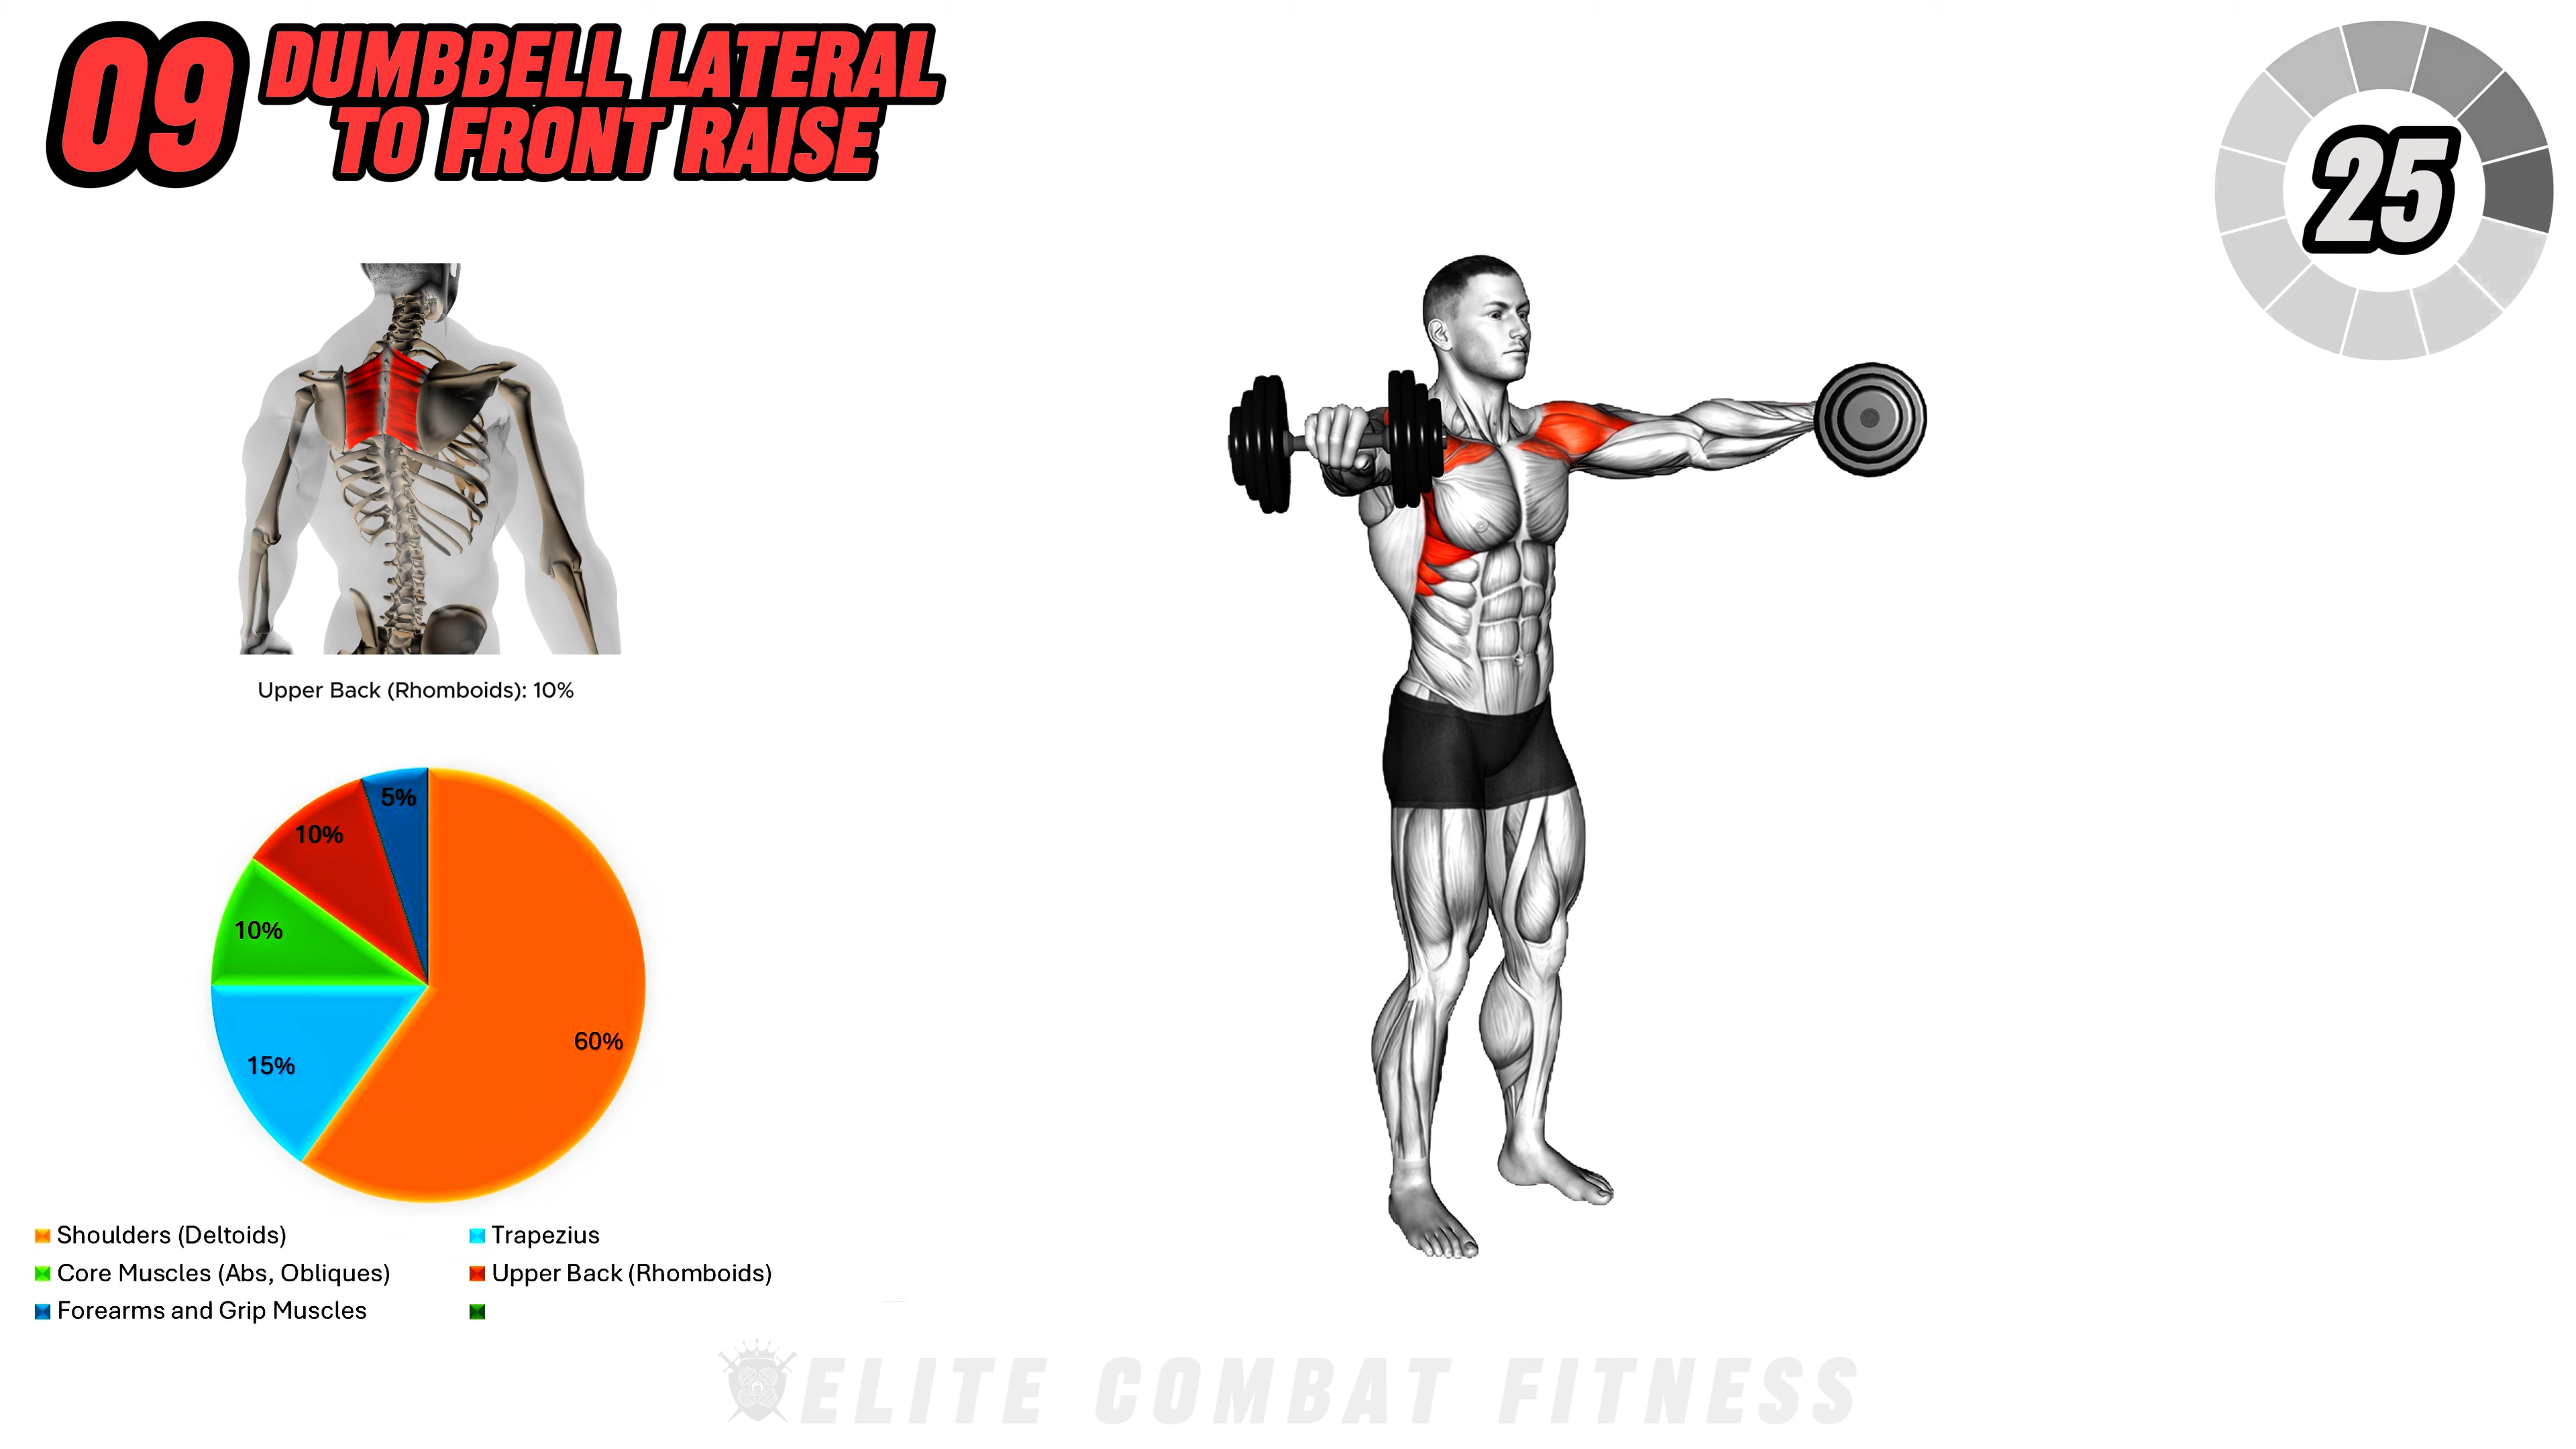 09
DUMBBELL LATERAL
TO FRONT RAISE
25
Upper Back (Rhomboids): 10%
5%
10%
10%
15%
60%
Shoulders (Deltoids)
Trapezius
Core Muscles (Abs, Obliques)
Upper Back (Rhomboids)
Forearms and Grip Muscles
ELITE COMBAT FITNESS